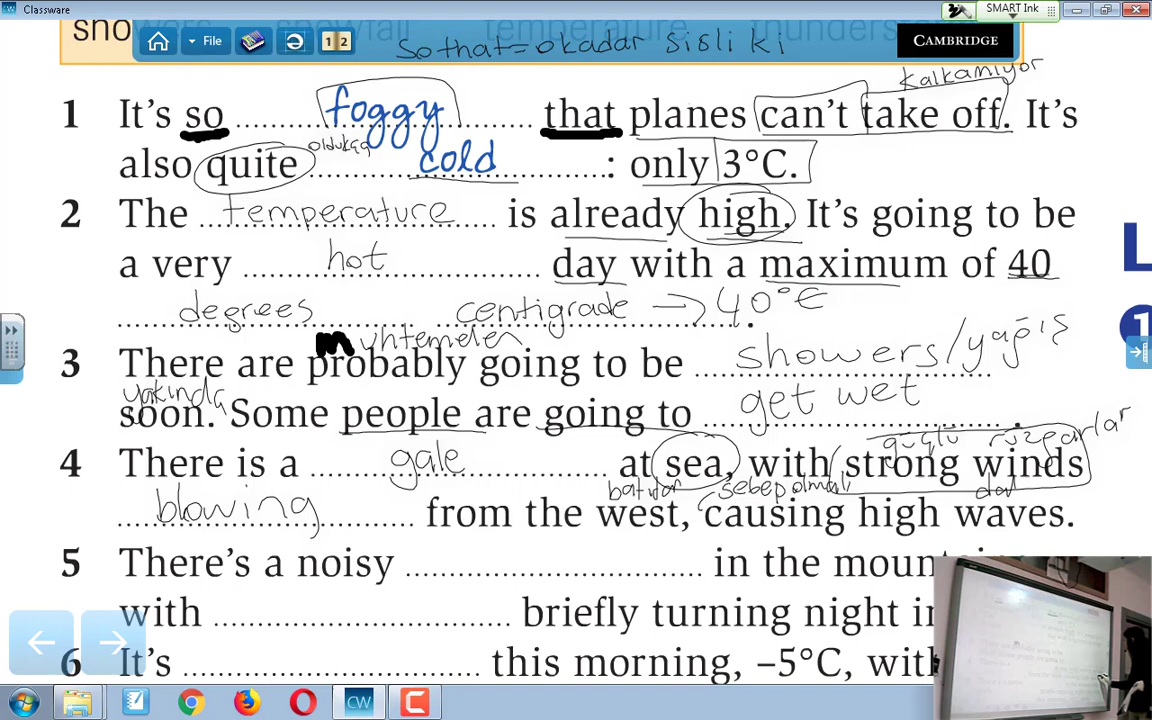 Classware
SMART Ink
File
1 2
So that = okadar sisli ki
CAMBRIDGE
kalkamıyor
1 It's so foggy that planes can't take off. It's
oldukça
also quite cold : only 3°C.
2 The temperature is already high. It's going to be
a very hot day with a maximum of 40
degrees centigrade → 40°C
muhtemelen
3 There are probably going to be showers/yağış
yakında
soon. Some people are going to get wet.
güçlü rüzgarlar
4 There is a gale at sea, with strong winds
batıdan sebep olmak
blowing from the west, causing high waves.
5 There's a noisy .......... in the
with .......... briefly turning night
6 It's .......... this morning, –5°C,
L
1
CW